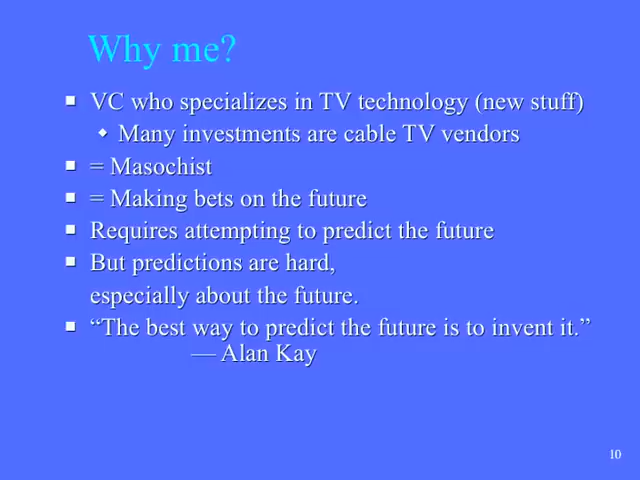 Why me?
VC who specializes in TV technology (new stuff)
Many investments are cable TV vendors
= Masochist
= Making bets on the future
Requires attempting to predict the future
But predictions are hard,
especially about the future.
“The best way to predict the future is to invent it.”
— Alan Kay
10